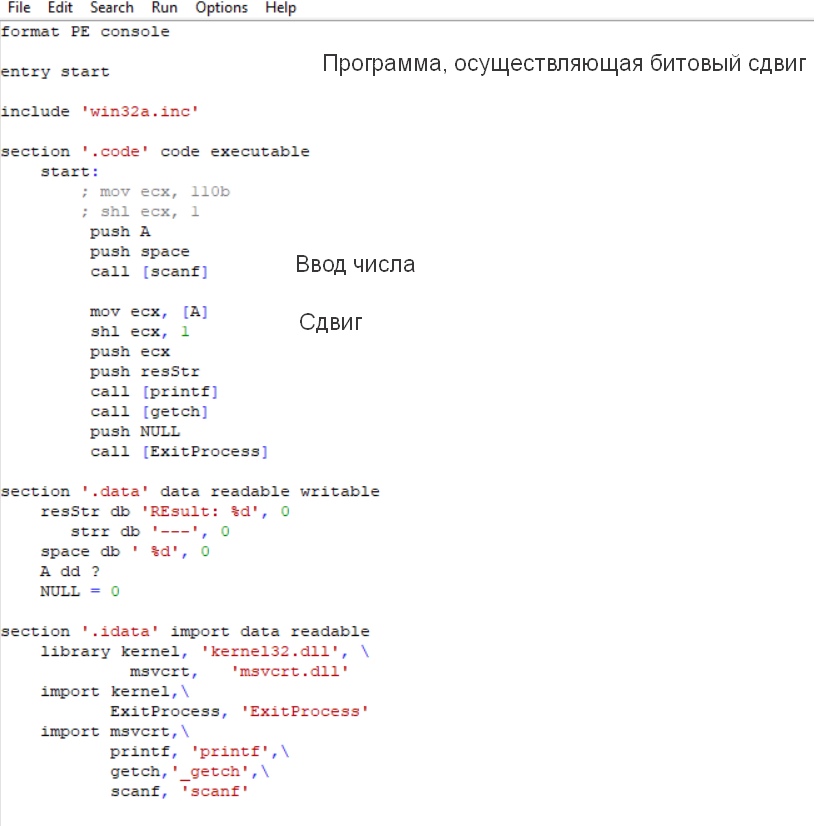 File Edit Search Run Options Help
format PE console
Программа, осуществляющая битовый сдвиг
entry start
include 'win32a.inc'
section '.code' code executable
start:
; mov ecx, 110b
; shl ecx, 1
push A
push space
call [scanf]
Ввод числа
mov ecx, [A]
Сдвиг
shl ecx, 1
push ecx
push resStr
call [printf]
call [getch]
push NULL
call [ExitProcess]
section '.data' data readable writable
resStr db 'REsult: %d', 0
strr db '---', 0
space db ' %d', 0
A dd ?
NULL = 0
section '.idata' import data readable
library kernel, 'kernel32.dll', \
msvcrt, 'msvcrt.dll'
import kernel,\
ExitProcess, 'ExitProcess'
import msvcrt,\
printf, 'printf',\
getch,'_getch',\
scanf, 'scanf'